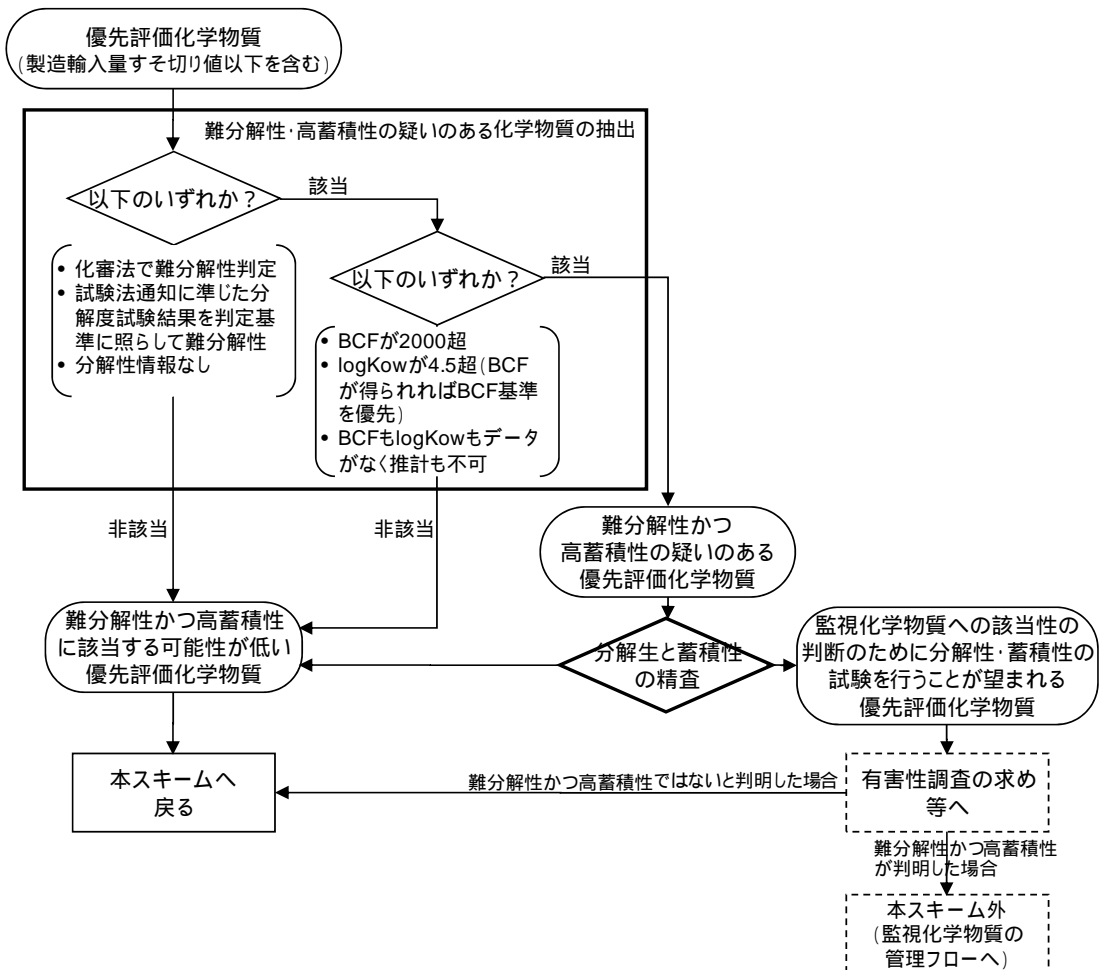 優先評価化学物質
(製造輸入量すそ切り値以下を含む)
難分解性・高蓄積性の疑いのある化学物質の抽出
以下のいずれか？
該当
• 化審法で難分解性判定
• 試験法通知に準じた分
解度試験結果を判定基
準に照らして難分解性
• 分解性情報なし
以下のいずれか？
該当
• BCFが2000超
• logKowが4.5超(BCF
が得られればBCF基準
を優先)
• BCFもlogKowもデータ
がなく推計も不可
非該当
非該当
難分解性かつ
高蓄積性の疑いのある
優先評価化学物質
難分解性かつ高蓄積性
に該当する可能性が低い
優先評価化学物質
分解生と蓄積性
の精査
監視化学物質への該当性の
判断のために分解性・蓄積性の
試験を行うことが望まれる
優先評価化学物質
本スキームへ
戻る
難分解性かつ高蓄積性ではないと判明した場合
有害性調査の求め
等へ
難分解性かつ高蓄積性
が判明した場合
本スキーム外
(監視化学物質の
管理フローへ)